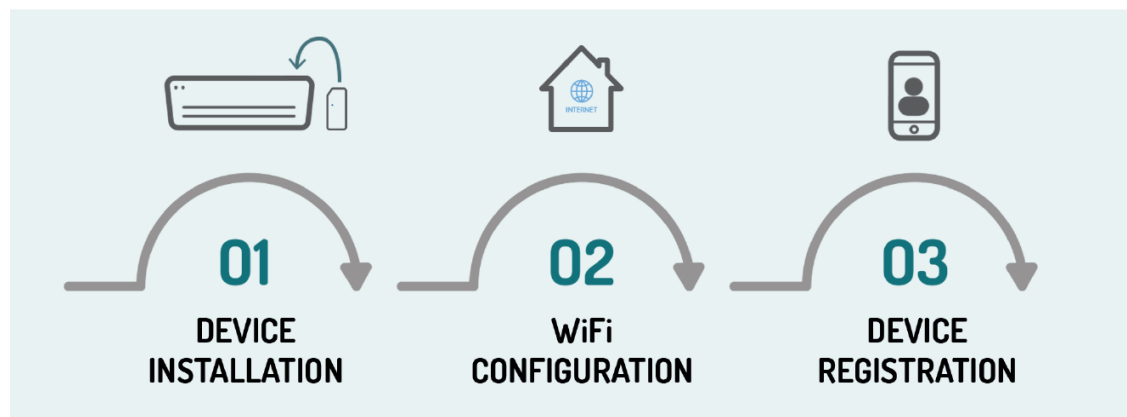 INTERNET
01
DEVICE
INSTALLATION
02
WiFi
CONFIGURATION
03
DEVICE
REGISTRATION